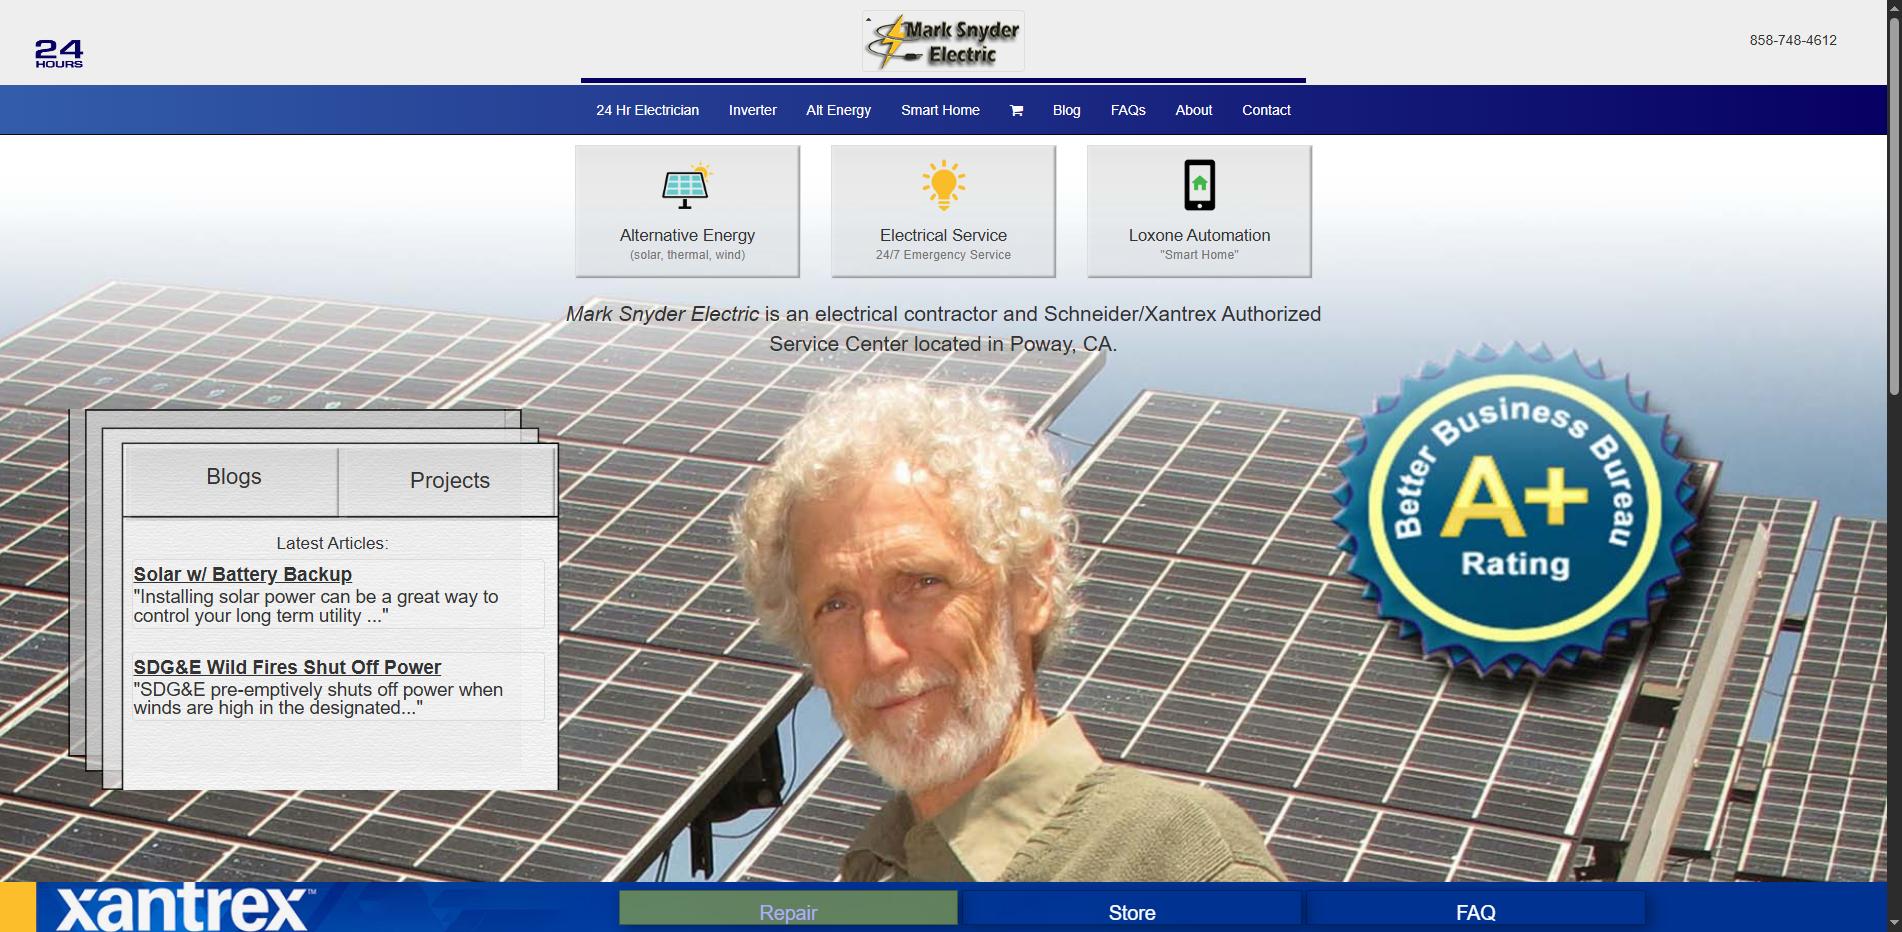 24
HOURS
Mark Snyder
Electric
858-748-4612
24 Hr Electrician
Inverter
Alt Energy
Smart Home
Blog
FAQs
About
Contact
Alternative Energy
(solar, thermal, wind)
Electrical Service
24/7 Emergency Service
Loxone Automation
"Smart Home"
Mark Snyder Electric is an electrical contractor and Schneider/Xantrex Authorized
Service Center located in Poway, CA.
Blogs
Projects
Latest Articles:
Solar w/ Battery Backup
"Installing solar power can be a great way to
control your long term utility ..."
SDG&E Wild Fires Shut Off Power
"SDG&E pre-emptively shuts off power when
winds are high in the designated..."
Better Business Bureau
A+
Rating
xantrex™
Repair
Store
FAQ